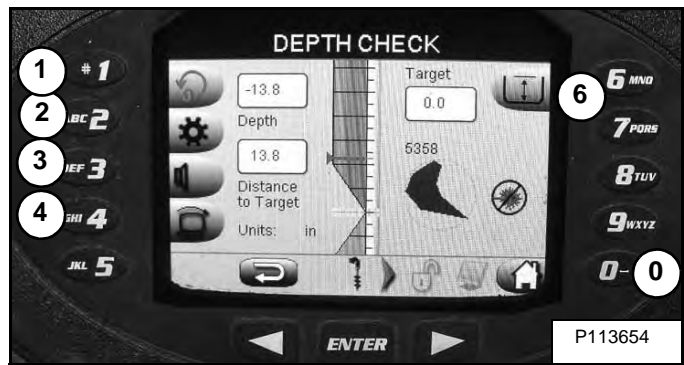 DEPTH CHECK
1
#1
2
ABC 2
3
DEF 3
4
GHI 4
JKL 5
-13.8
Depth
13.8
Distance
to Target
Units: in
Target
0.0
5358
6
6 MNO
7 PQRS
8 TUV
9 WXYZ
0-
0
ENTER
P113654